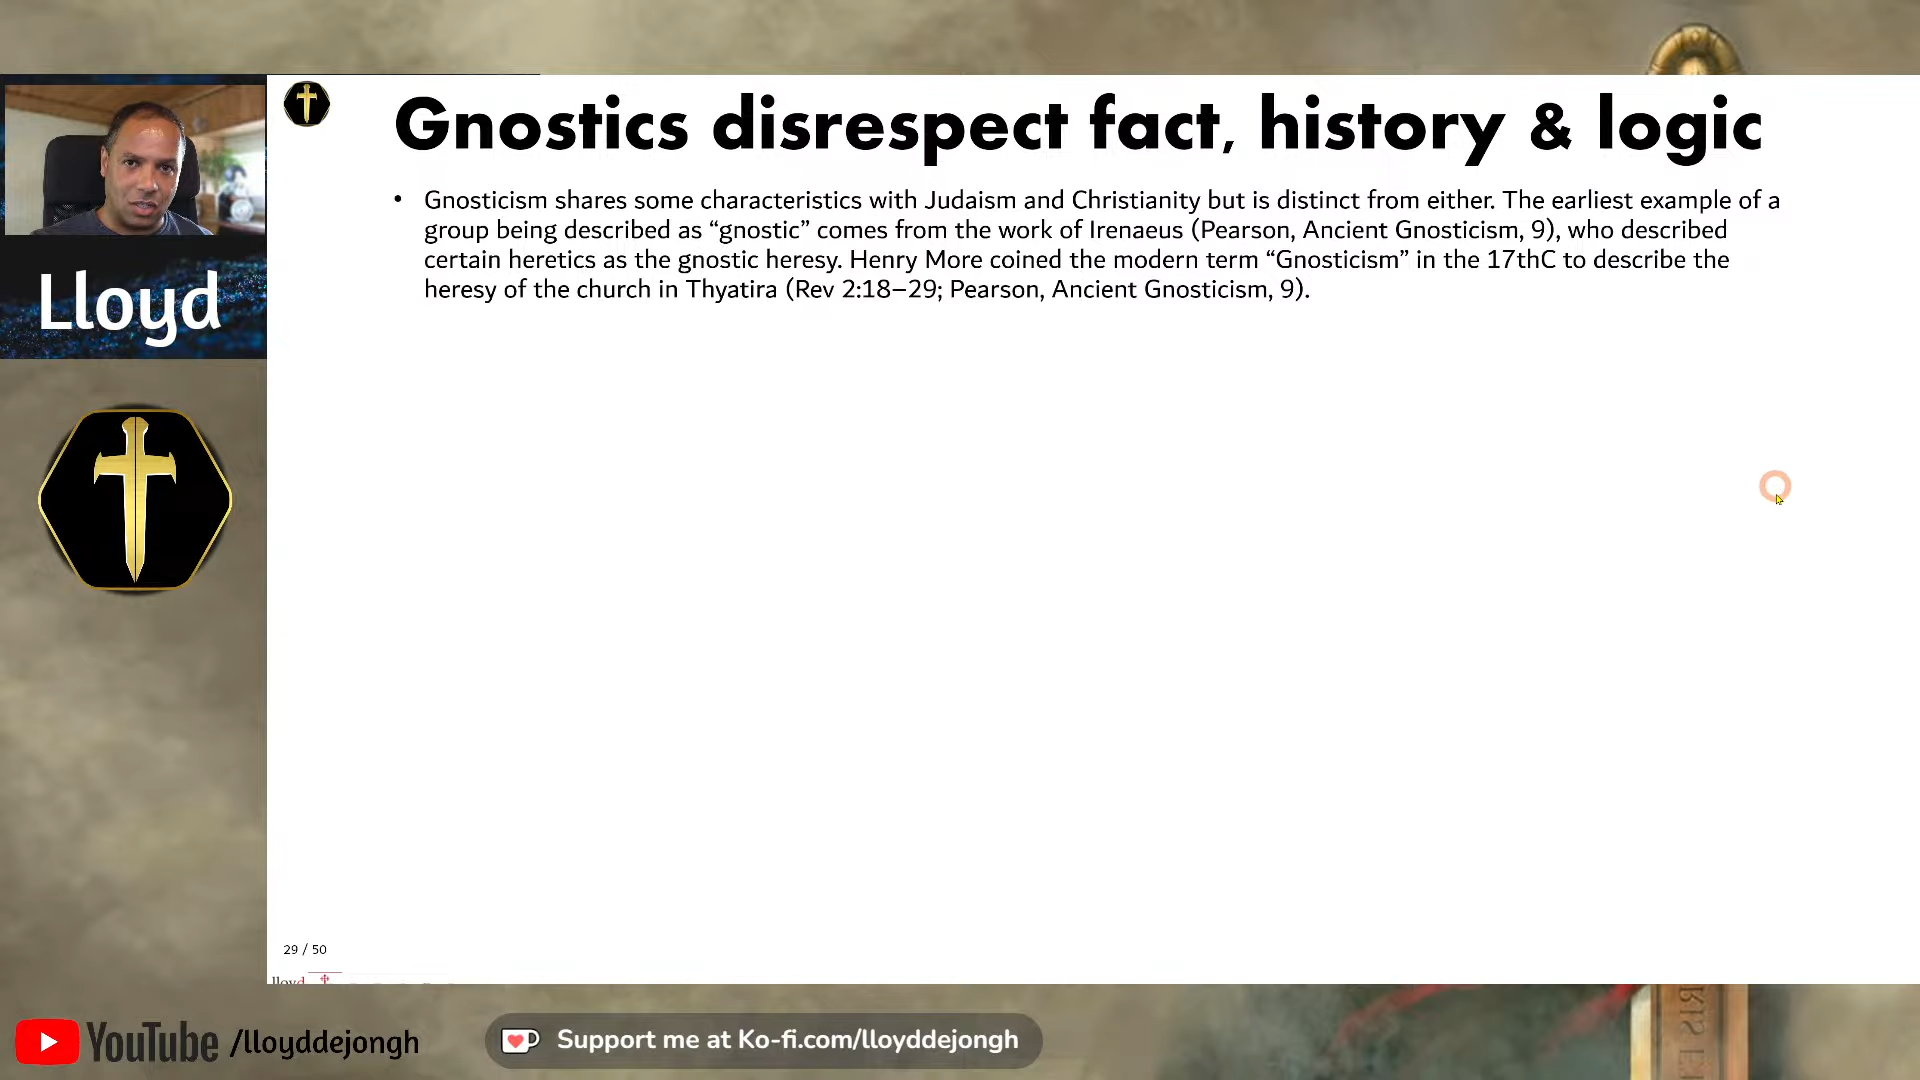 Gnostics disrespect fact, history & logic
• Gnosticism shares some characteristics with Judaism and Christianity but is distinct from either. The earliest example of a
group being described as “gnostic” comes from the work of Irenaeus (Pearson, Ancient Gnosticism, 9), who described
certain heretics as the gnostic heresy. Henry More coined the modern term “Gnosticism” in the 17thC to describe the
heresy of the church in Thyatira (Rev 2:18–29; Pearson, Ancient Gnosticism, 9).
Lloyd
29 / 50
lloyd
YouTube /lloyddejongh
Support me at Ko-fi.com/lloyddejongh